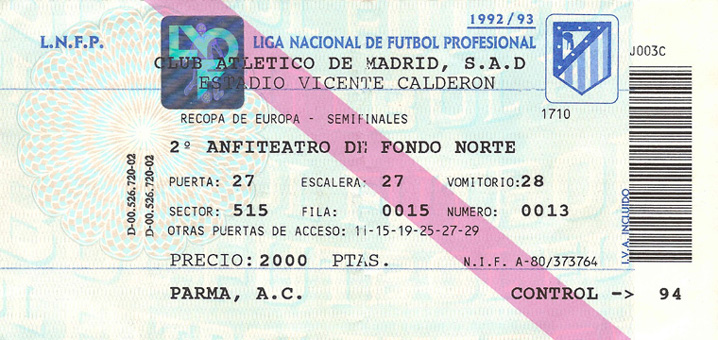 1992/93
L.N.F.P. LIGA NACIONAL DE FUTBOL PROFESIONAL
CLUB ATLETICO DE MADRID, S.A.D
ESTADIO VICENTE CALDERON
J003C
1710
RECOPA DE EUROPA - SEMIFINALES
2º ANFITEATRO DE FONDO NORTE
PUERTA: 27 ESCALERA: 27 VOMITORIO:28
SECTOR: 515 FILA: 0015 NUMERO: 0013
OTRAS PUERTAS DE ACCESO: 11-15-19-25-27-29
PRECIO:2000 PTAS. N.I.F. A-80/373764
PARMA, A.C. CONTROL -> 94
D-00.526.720-02
D-00.526.720-02
I.V.A. INCLUIDO